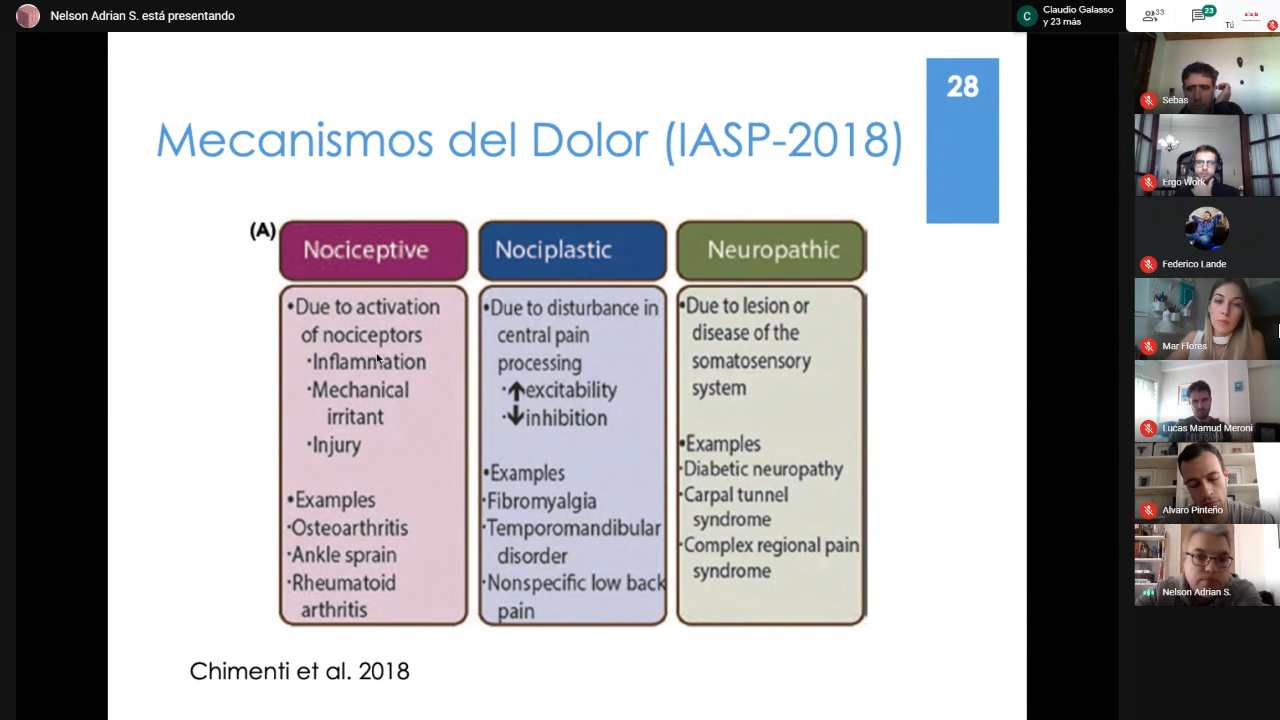 Nelson Adrian S. está presentando
Claudio Galasso
y 23 más
33
23
Tú
28
Mecanismos del Dolor (IASP-2018)
(A)
Nociceptive
•Due to activation
of nociceptors
·Inflammation
·Mechanical
irritant
·Injury
•Examples
·Osteoarthritis
·Ankle sprain
·Rheumatoid
arthritis
Nociplastic
•Due to disturbance in
central pain
processing
·↑excitability
·↓inhibition
•Examples
·Fibromyalgia
·Temporomandibular
disorder
·Nonspecific low back
pain
Neuropathic
•Due to lesion or
disease of the
somatosensory
system
•Examples
·Diabetic neuropathy
·Carpal tunnel
syndrome
·Complex regional pain
syndrome
Chimenti et al. 2018
Sebas
Ergo Work
Federico Lande
Mar Flores
Lucas Mamud Meroni
Alvaro Pinteño
Nelson Adrian S.